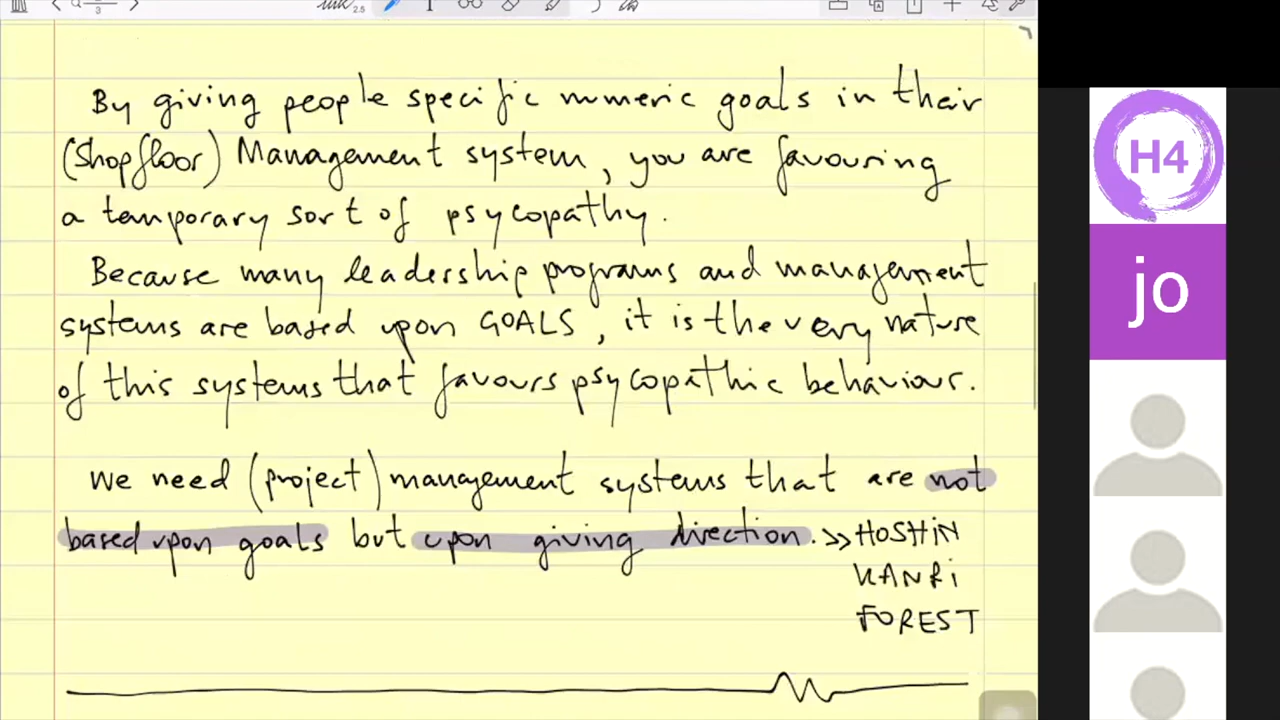 2.5
3
By giving people specific numeric goals in their
(Shopfloor) Management system, you are favouring
a temporary sort of psycopathy.
Because many leadership programs and management
systems are based upon GOALS, it is the very nature
of this systems that favours psycopathic behaviour.
We need (project) management systems that are not
based upon goals but upon giving direction. >> HOSHIN
KANRI
FOREST
H4
jo